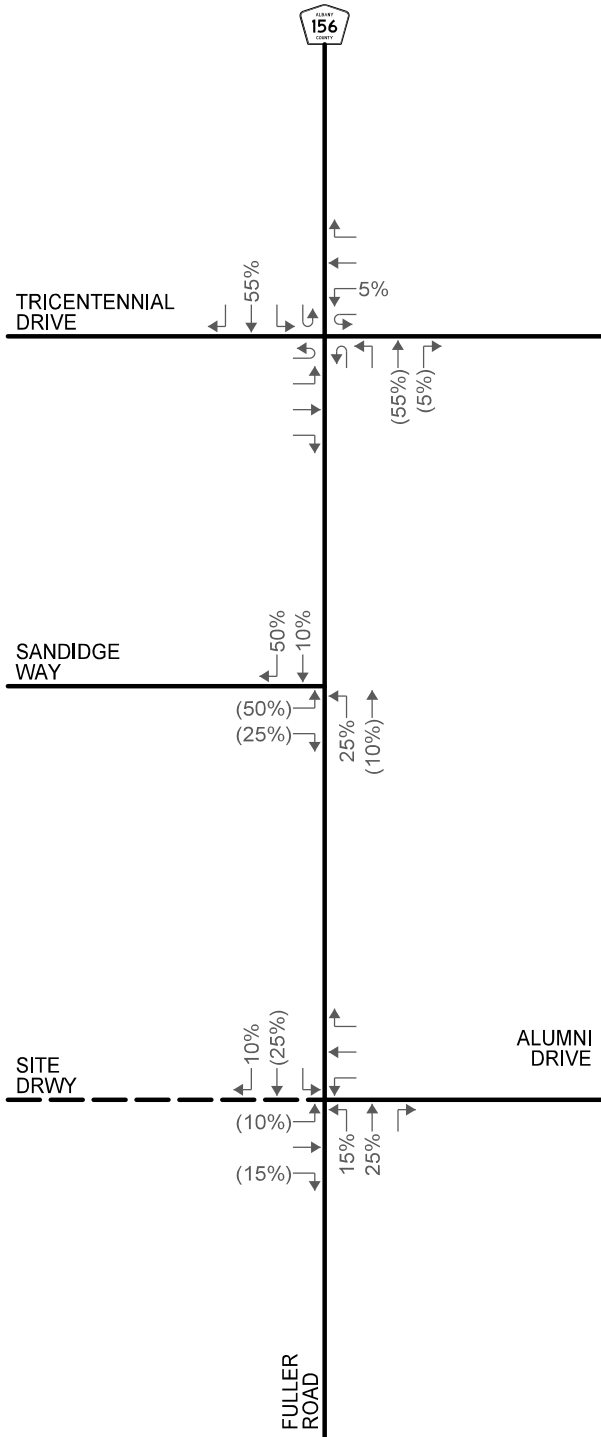 ALBANY
156
COUNTY
55%
5%
TRICENTENNIAL
DRIVE
(55%)
(5%)
50%
10%
SANDIDGE
WAY
(50%)
(25%)
25%
(10%)
10%
(25%)
SITE
DRWY
ALUMNI
DRIVE
(10%)
15%
25%
(15%)
FULLER
ROAD